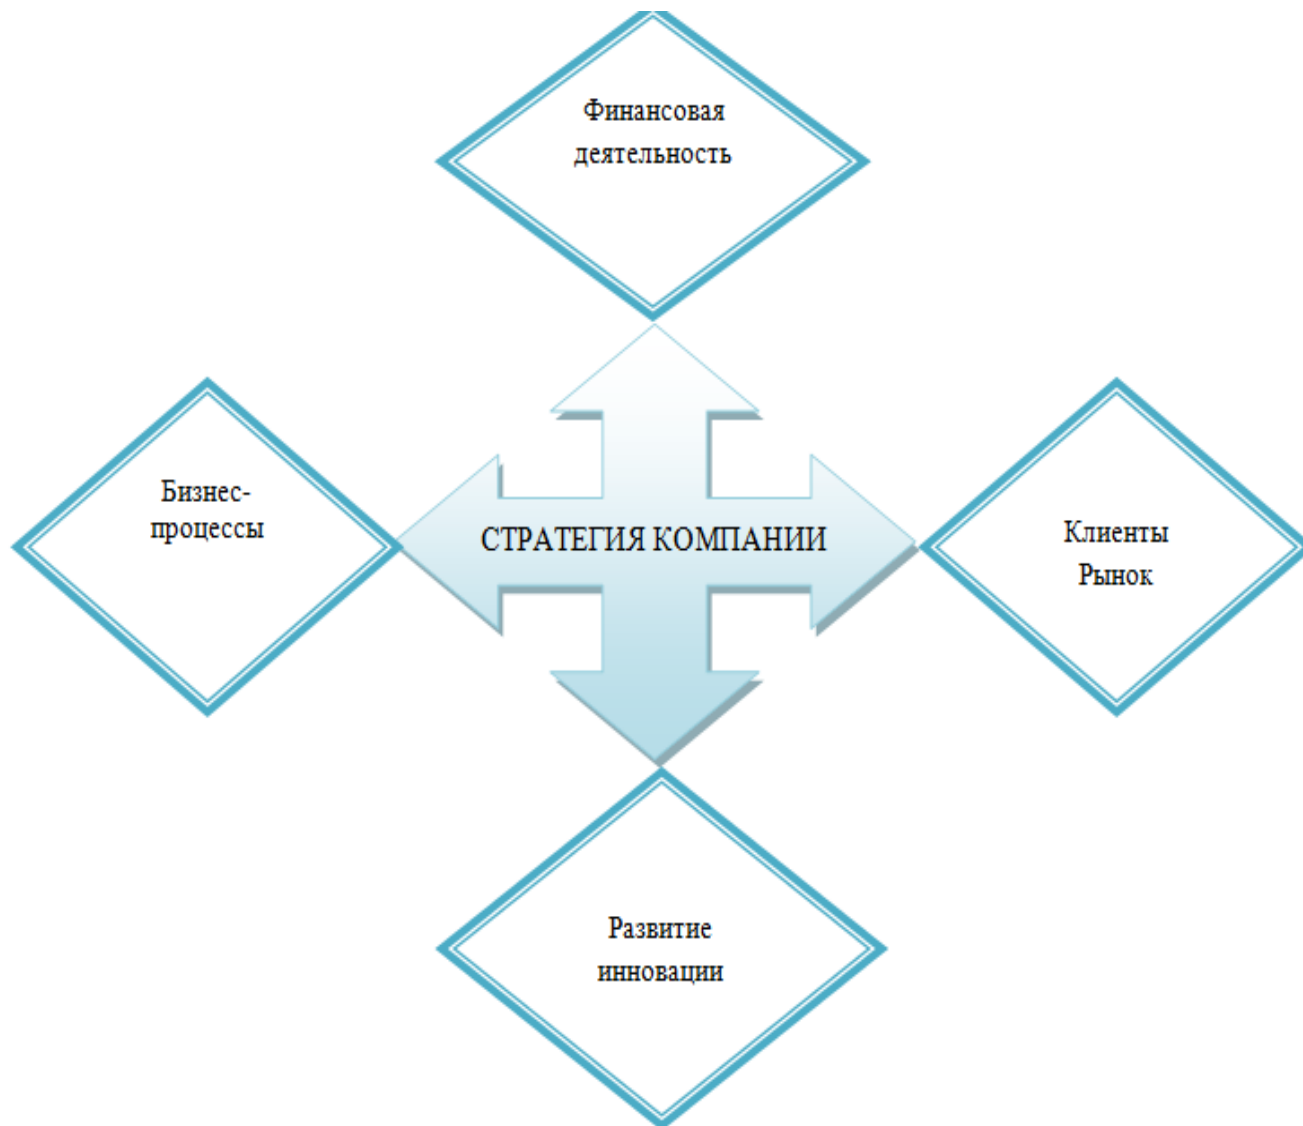 Финансовая
деятельность
Бизнес-
процессы
СТРАТЕГИЯ КОМПАНИИ
Клиенты
Рынок
Развитие
инновации